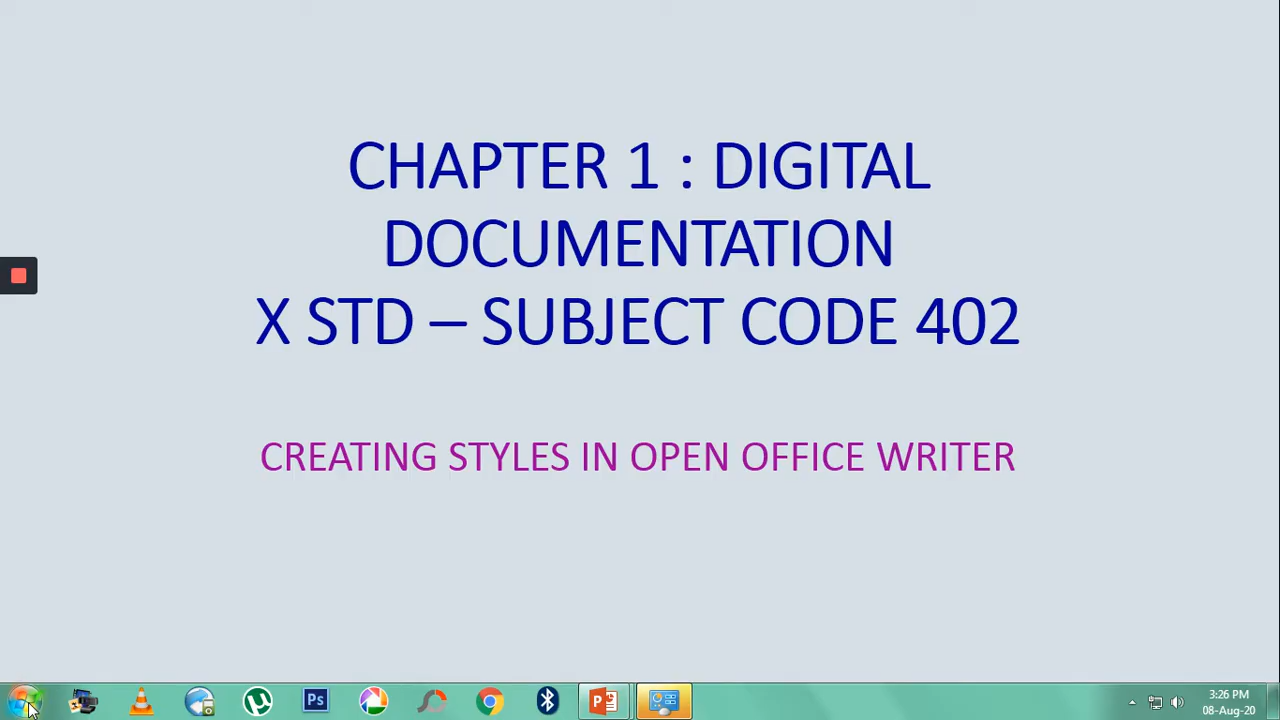 CHAPTER 1 : DIGITAL
DOCUMENTATION
X STD – SUBJECT CODE 402
CREATING STYLES IN OPEN OFFICE WRITER
Ps
3:26 PM
08-Aug-20